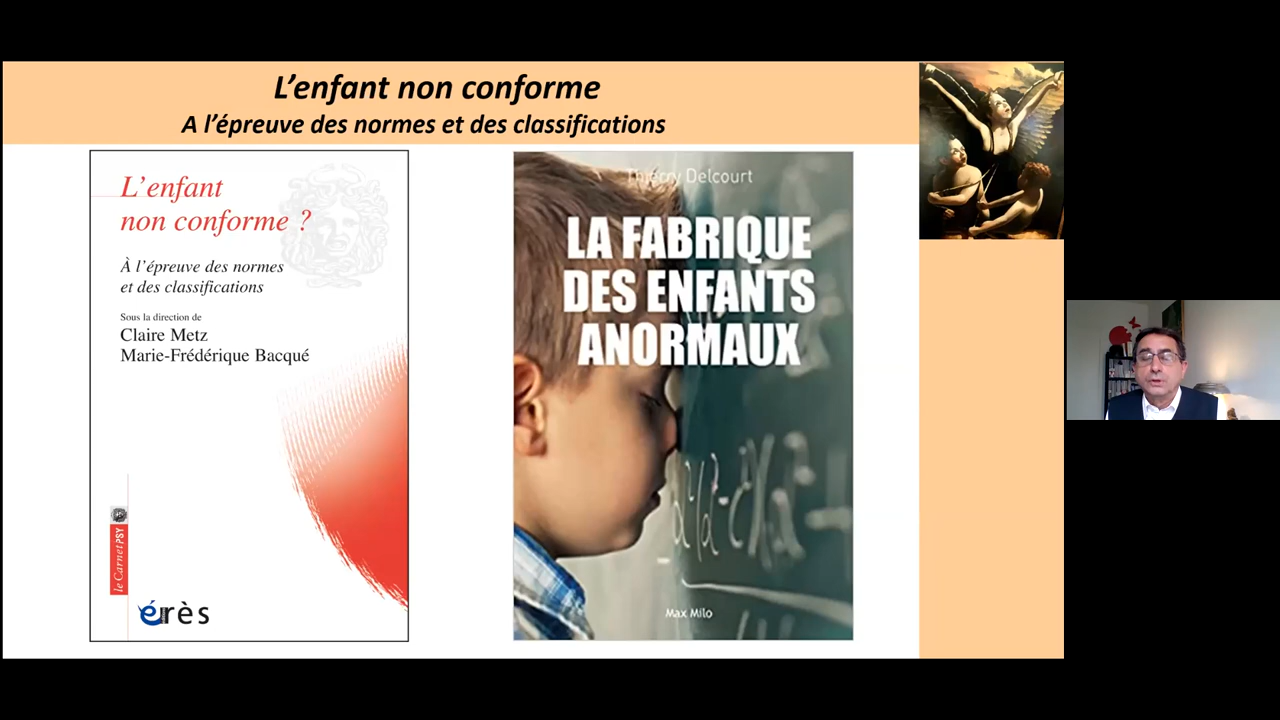 L'enfant non conforme
A l'épreuve des normes et des classifications
L'enfant
non conforme ?
À l'épreuve des normes
et des classifications
Sous la direction de
Claire Metz
Marie-Frédérique Bacqué
le Carnet PSY
érès
Thierry Delcourt
LA FABRIQUE
DES ENFANTS
ANORMAUX
Max Milo